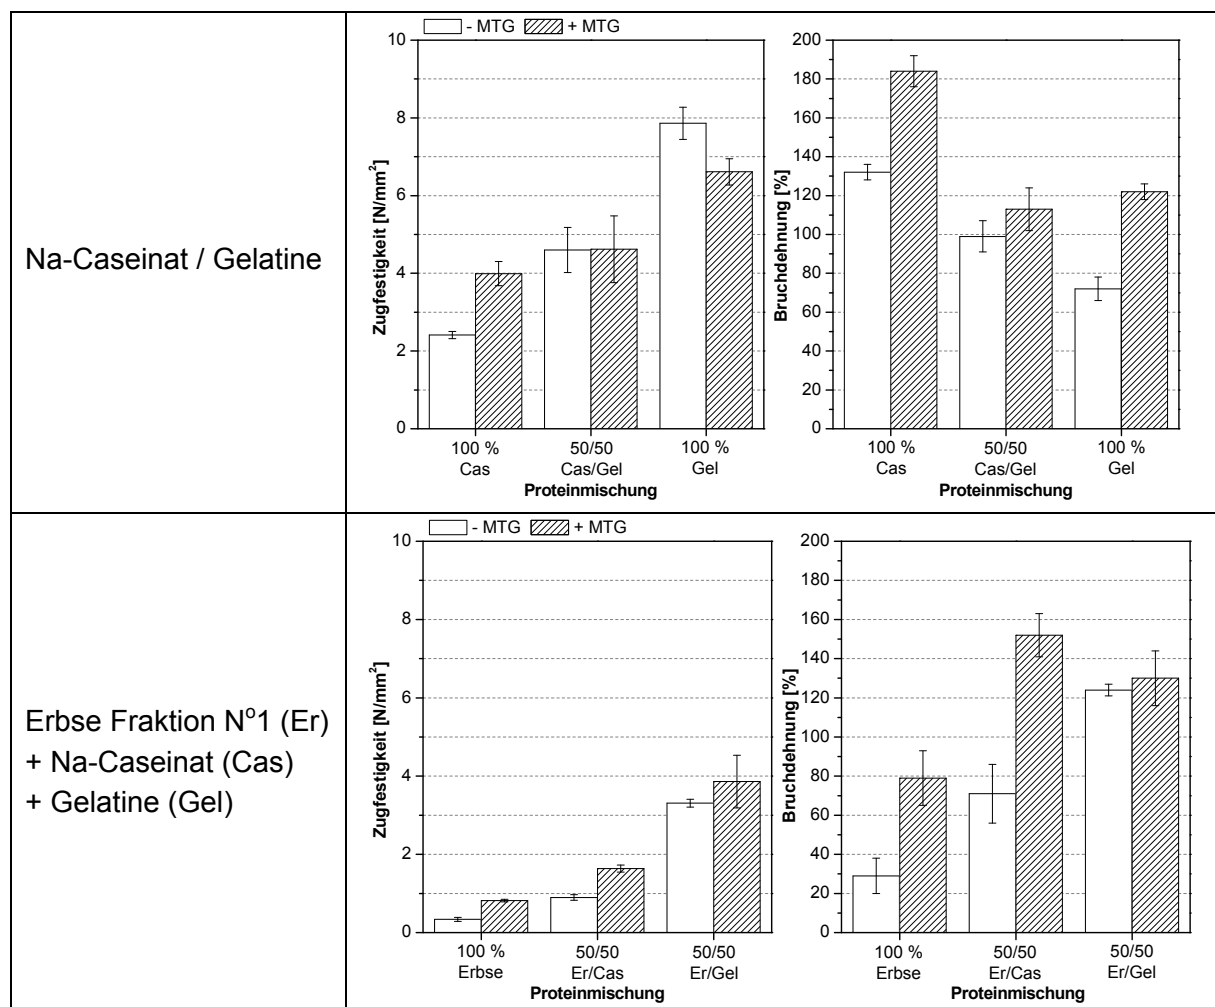 Na-Caseinat / Gelatine
- MTG + MTG
Zugfestigkeit [N/mm²]
10
8
6
4
2
0
100 % 50/50 100 %
Cas Cas/Gel Gel
Proteinmischung
Bruchdehnung [%]
200
180
160
140
120
100
80
60
40
20
0
100 % 50/50 100 %
Cas Cas/Gel Gel
Proteinmischung
Erbse Fraktion Nº1 (Er)
+ Na-Caseinat (Cas)
+ Gelatine (Gel)
- MTG + MTG
Zugfestigkeit [N/mm²]
10
8
6
4
2
0
100 % 50/50 50/50
Erbse Er/Cas Er/Gel
Proteinmischung
Bruchdehnung [%]
200
180
160
140
120
100
80
60
40
20
0
100 % 50/50 50/50
Erbse Er/Cas Er/Gel
Proteinmischung